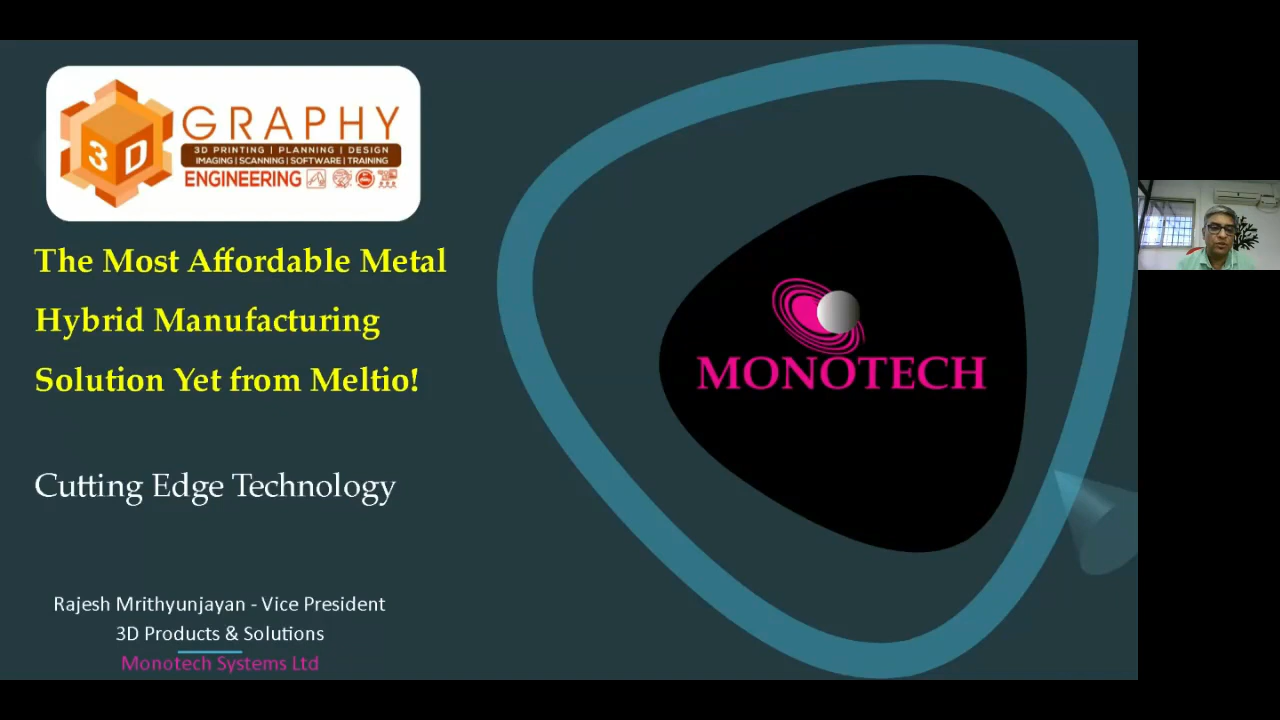 3D
GRAPHY
3D PRINTING | PLANNING | DESIGN
IMAGING | SCANNING | SOFTWARE | TRAINING
ENGINEERING
The Most Affordable Metal
Hybrid Manufacturing
Solution Yet from Meltio!
Cutting Edge Technology
MONOTECH
Rajesh Mrithyunjayan - Vice President
3D Products & Solutions
Monotech Systems Ltd